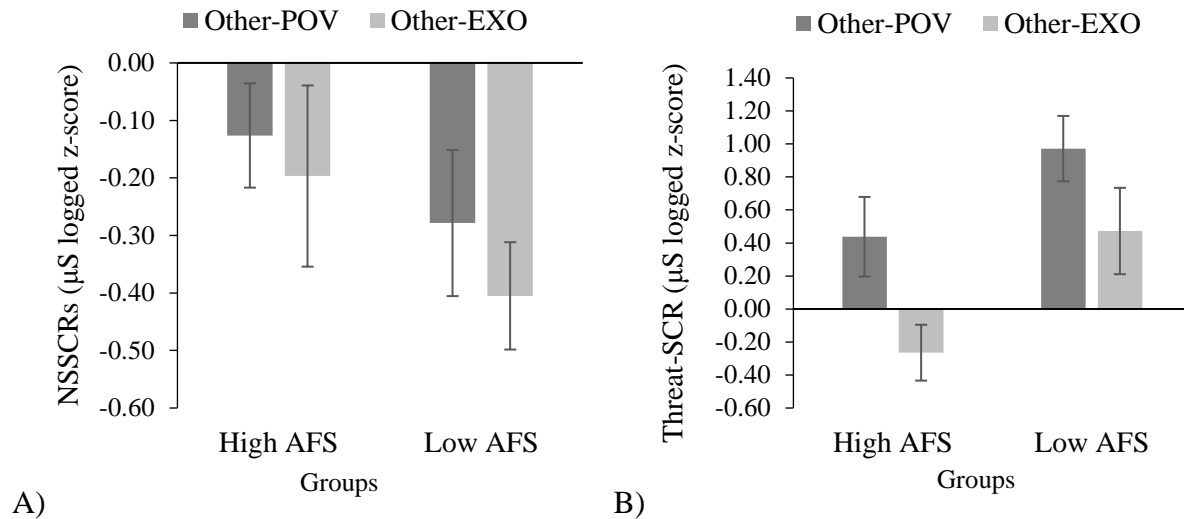 Other-POV Other-EXO
NSSCRs (µS logged z-score)
0.00
-0.10
-0.20
-0.30
-0.40
-0.50
-0.60
High AFS Low AFS
Groups
A)
Other-POV Other-EXO
Threat-SCR (µS logged z-score)
1.40
1.20
1.00
0.80
0.60
0.40
0.20
0.00
-0.20
-0.40
-0.60
High AFS Low AFS
Groups
B)